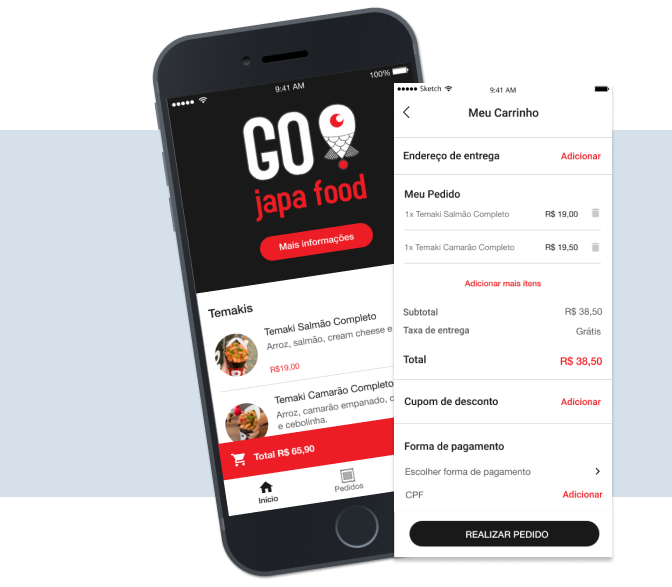 9:41 AM
100%
GO
japa food
Mais informações
Temakis
Temaki Salmão Completo
Arroz, salmão, cream cheese e
R$19,00
Temaki Camarão Completo
Arroz, camarão empanado,
e cebolinha.
Total R$ 65,90
Início
Pedidos
Sketch
9:41 AM
Meu Carrinho
Endereço de entrega
Adicionar
Meu Pedido
1x Temaki Salmão Completo R$ 19,00
1x Temaki Camarão Completo R$ 19,50
Adicionar mais itens
Subtotal R$ 38,50
Taxa de entrega Grátis
Total R$ 38,50
Cupom de desconto Adicionar
Forma de pagamento
Escolher forma de pagamento
CPF Adicionar
REALIZAR PEDIDO